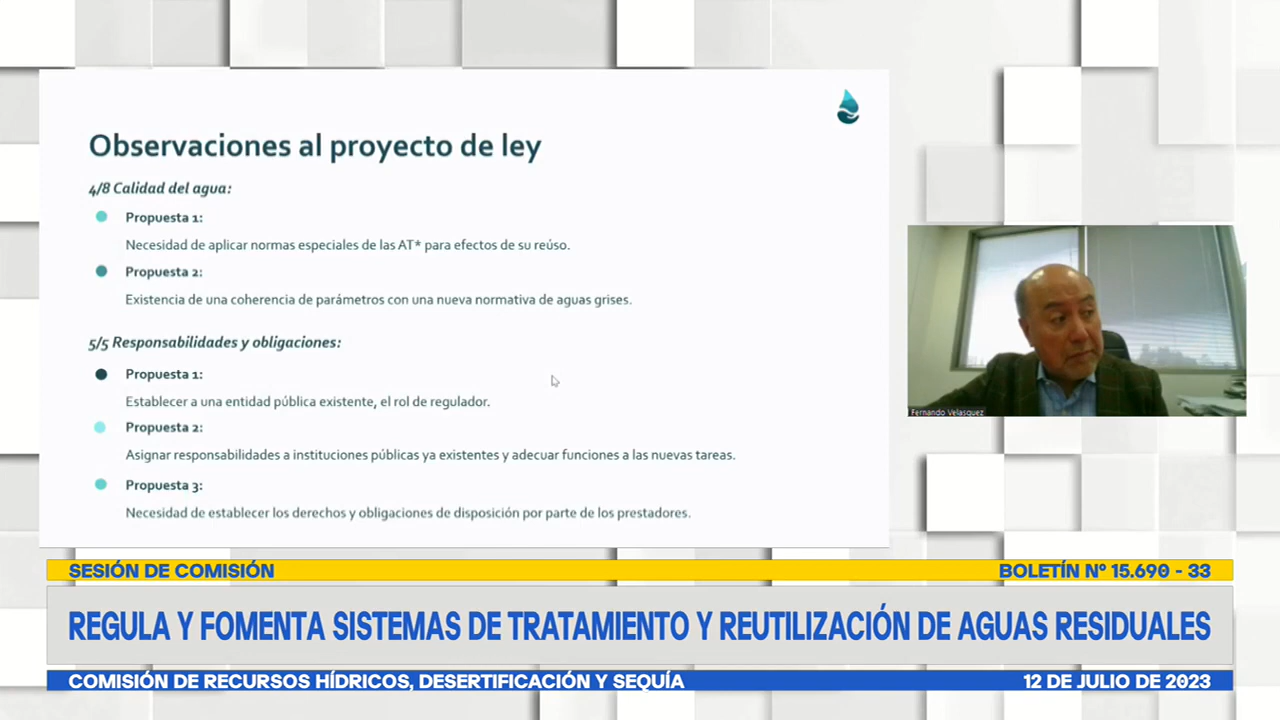 Observaciones al proyecto de ley
4/8 Calidad del agua:
Propuesta 1:
Necesidad de aplicar normas especiales de las AT* para efectos de su reúso.
Propuesta 2:
Existencia de una coherencia de parámetros con una nueva normativa de aguas grises.
5/5 Responsabilidades y obligaciones:
Propuesta 1:
Establecer a una entidad pública existente, el rol de regulador.
Propuesta 2:
Asignar responsabilidades a instituciones públicas ya existentes y adecuar funciones a las nuevas tareas.
Propuesta 3:
Necesidad de establecer los derechos y obligaciones de disposición por parte de los prestadores.
Fernando Velasquez
SESIÓN DE COMISIÓN
BOLETÍN Nº 15.690 - 33
REGULA Y FOMENTA SISTEMAS DE TRATAMIENTO Y REUTILIZACIÓN DE AGUAS RESIDUALES
COMISIÓN DE RECURSOS HÍDRICOS, DESERTIFICACIÓN Y SEQUÍA
12 DE JULIO DE 2023